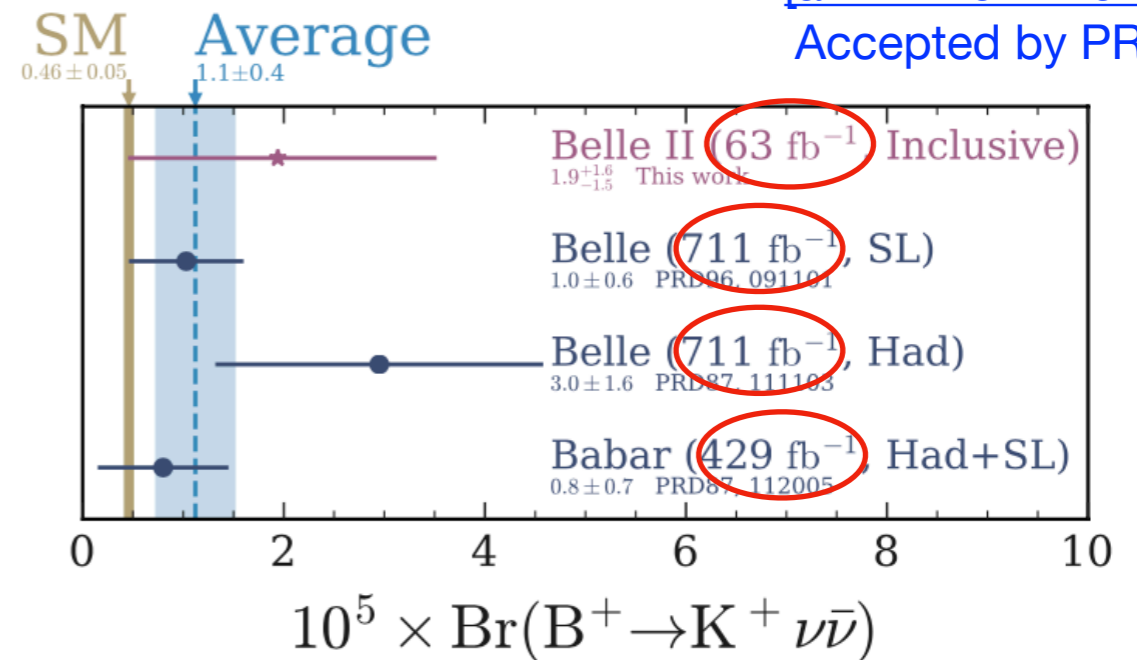 SM Average
0.46 ± 0.05 1.1±0.4
Accepted by PR
Belle II (63 fb⁻¹, Inclusive)
1.9 +1.6 −1.5 This work
Belle (711 fb⁻¹, SL)
1.0 ± 0.6 PRD96, 091101
Belle (711 fb⁻¹, Had)
3.0 ± 1.6 PRD87, 111103
Babar (429 fb⁻¹, Had+SL)
0.8 ± 0.7 PRD87, 112005
0 2 4 6 8 10
10⁵ × Br(B⁺→K⁺νν̄)